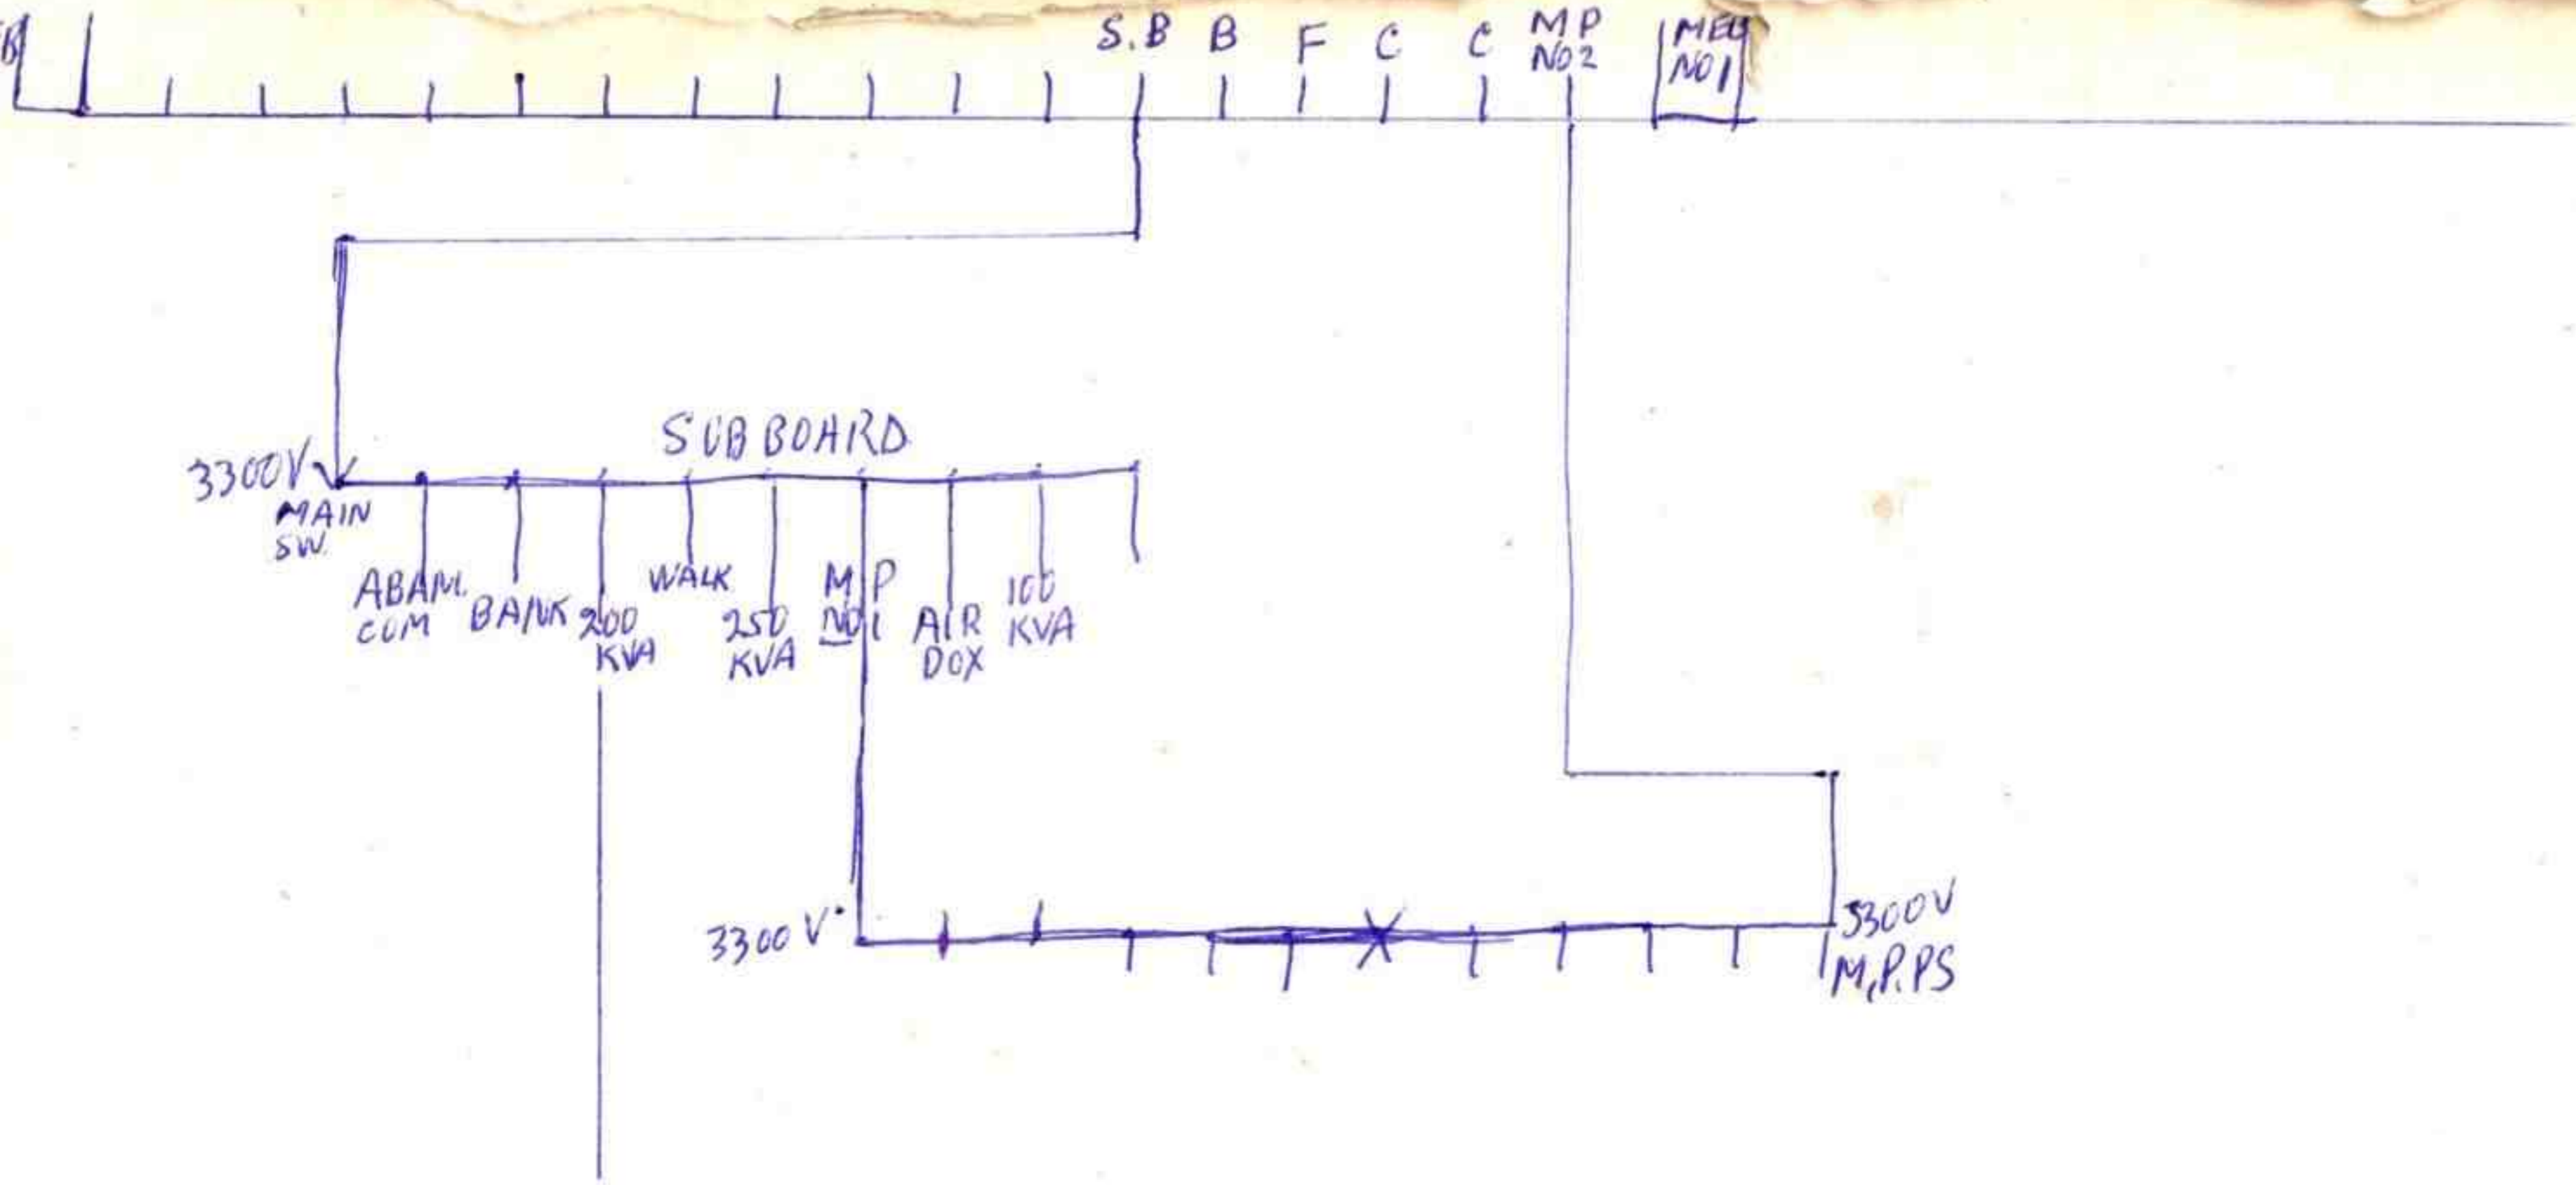 S.B B F C C MP NO2 MEB NO1
SUB BOARD
3300V
MAIN SW.
ABAM. COM
BANK
200 KVA
WALK
250 KVA
MP NO1
AIR DOX
100 KVA
3300 V
3300V
M.P.PS